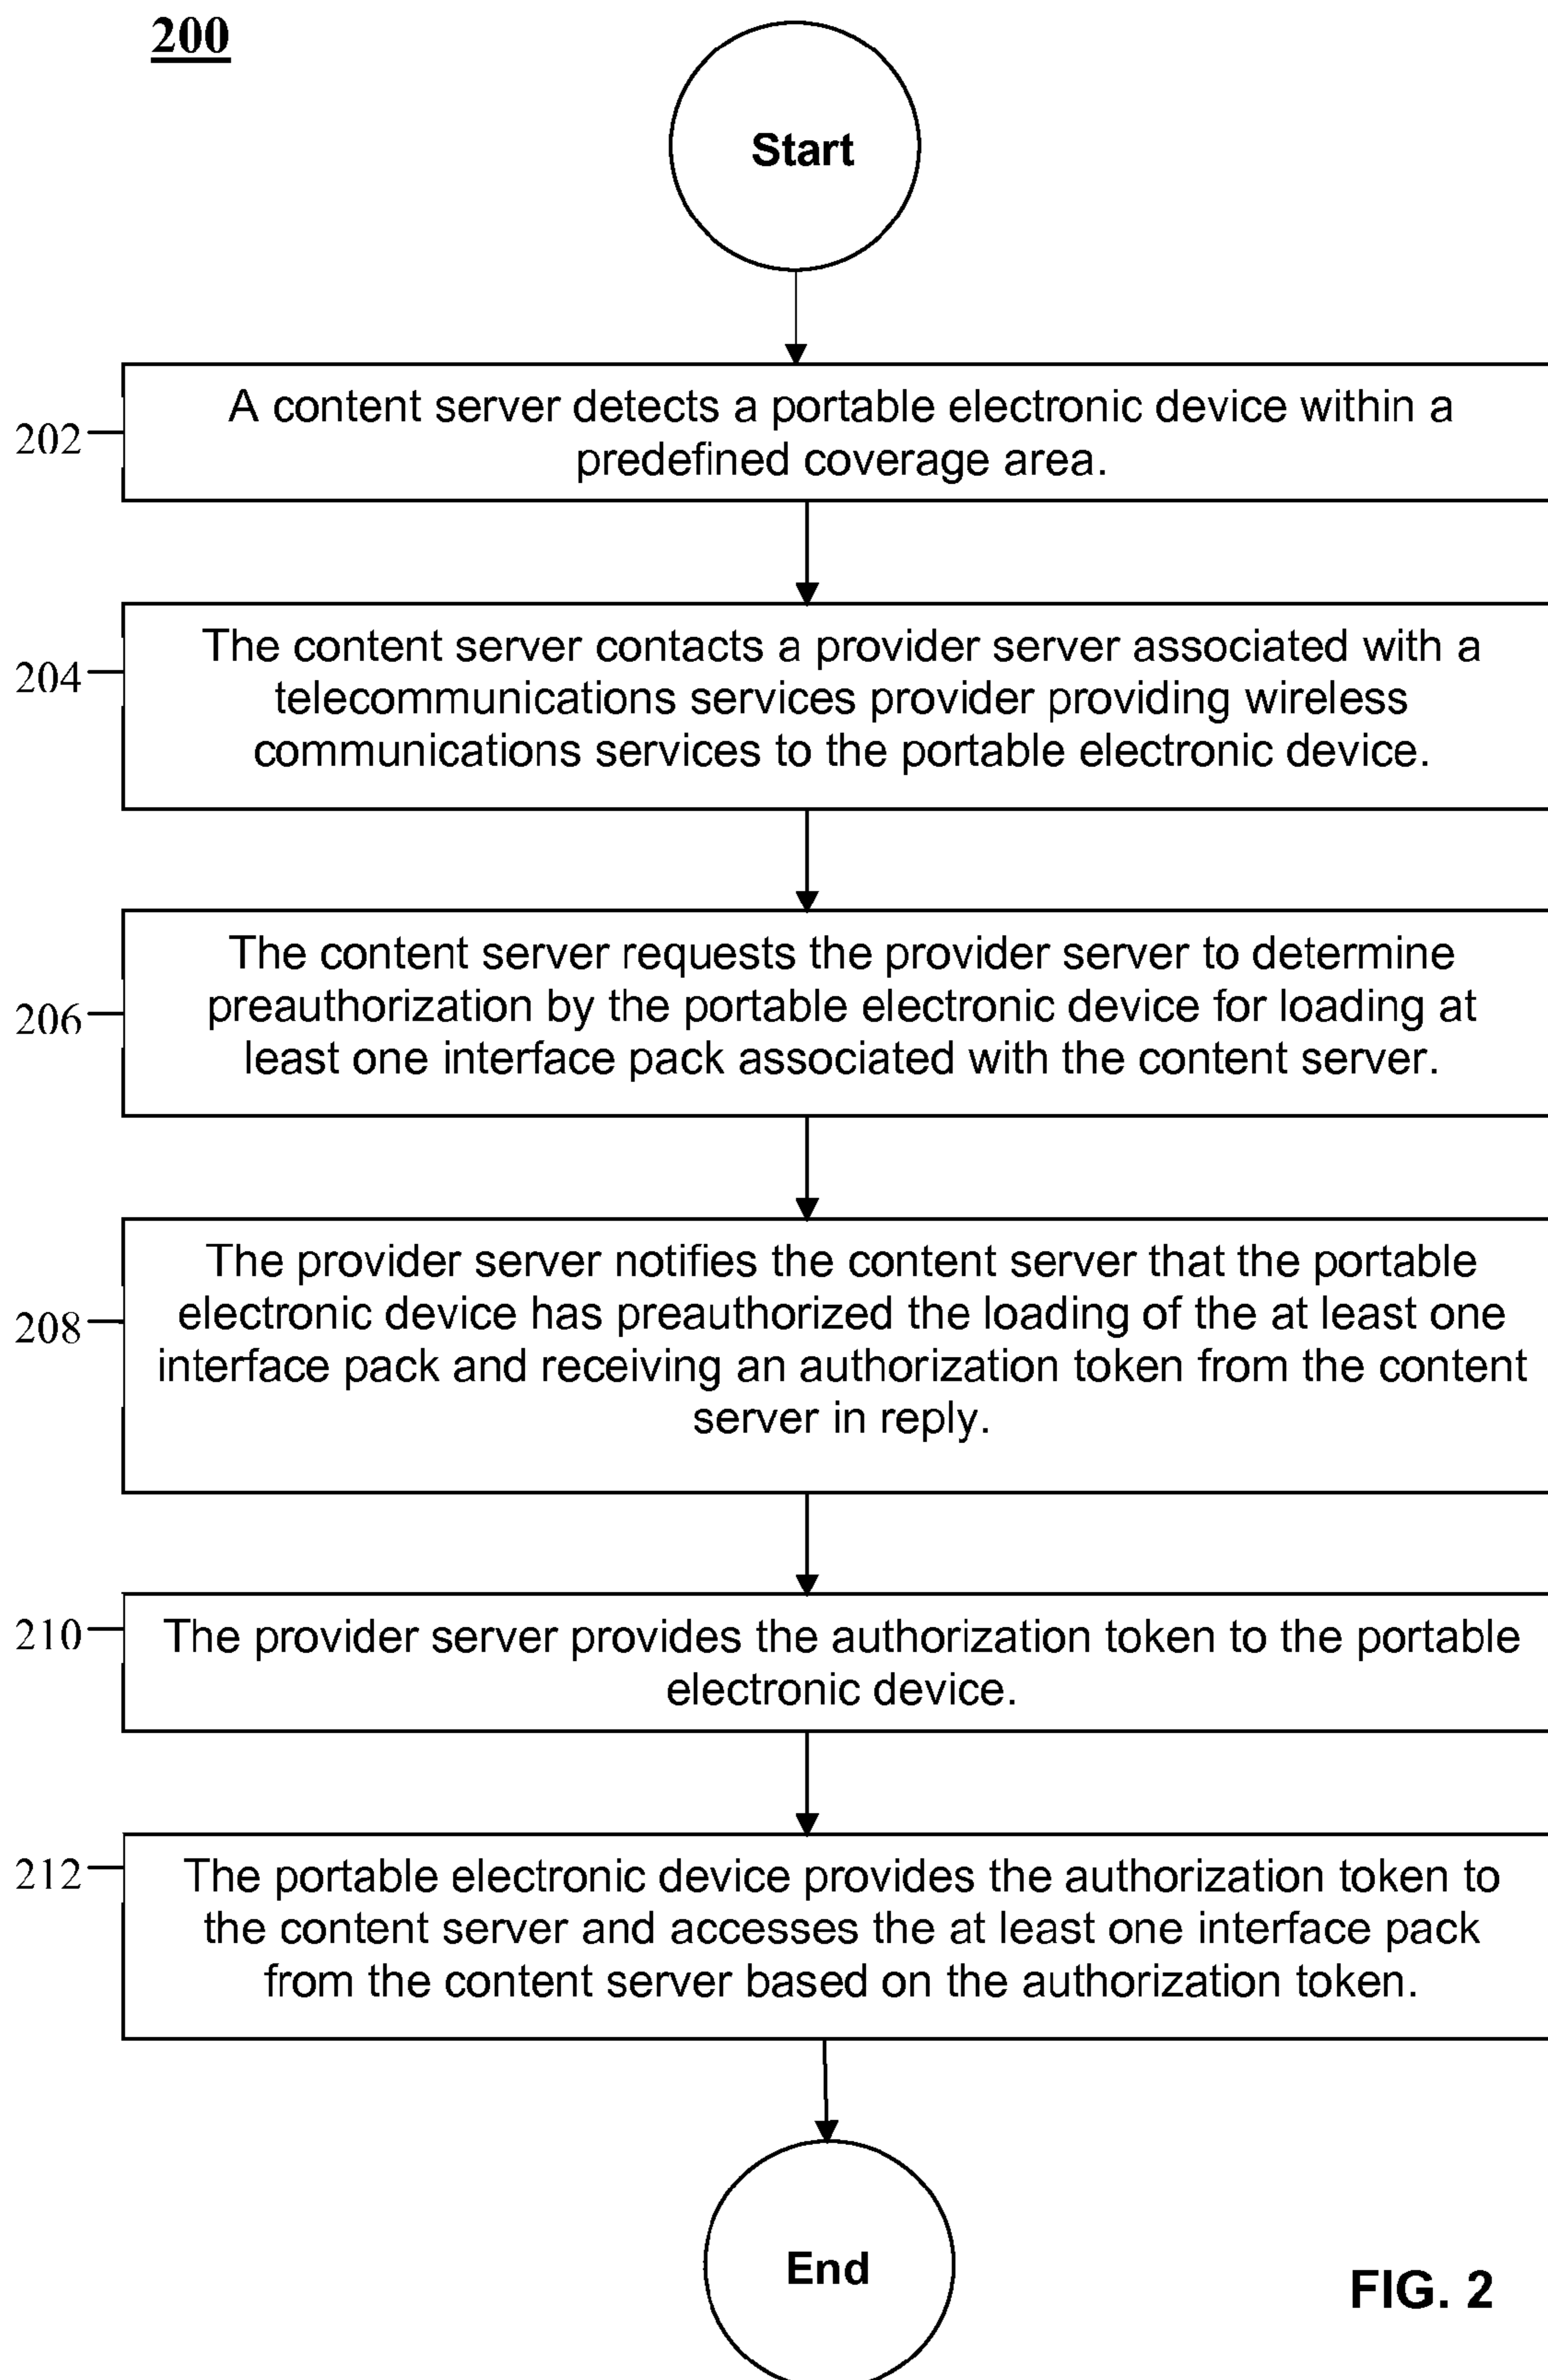 200
Start
202
A content server detects a portable electronic device within a
predefined coverage area.
204
The content server contacts a provider server associated with a
telecommunications services provider providing wireless
communications services to the portable electronic device.
206
The content server requests the provider server to determine
preauthorization by the portable electronic device for loading at
least one interface pack associated with the content server.
208
The provider server notifies the content server that the portable
electronic device has preauthorized the loading of the at least one
interface pack and receiving an authorization token from the content
server in reply.
210
The provider server provides the authorization token to the portable
electronic device.
212
The portable electronic device provides the authorization token to
the content server and accesses the at least one interface pack
from the content server based on the authorization token.
End
FIG. 2